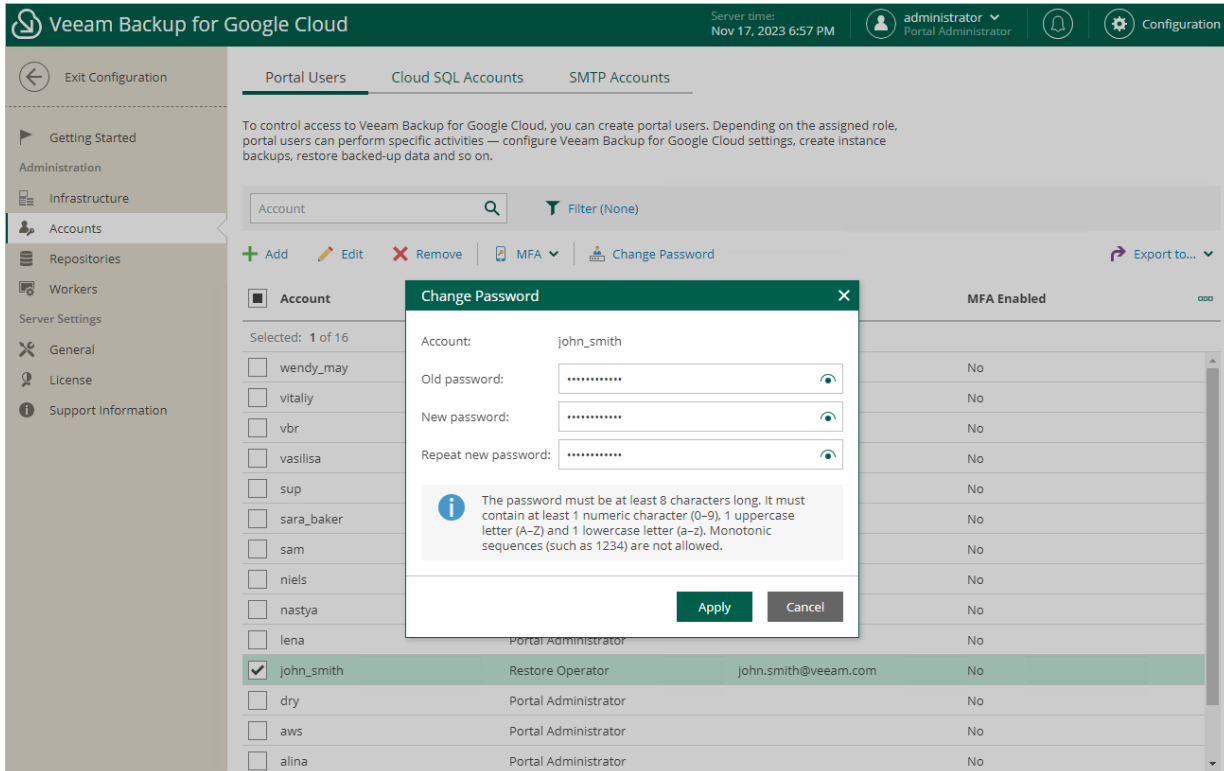 Veeam Backup for Google Cloud
Server time:
Nov 17, 2023 6:57 PM
administrator
Portal Administrator
Configuration
Exit Configuration
Getting Started
Administration
Infrastructure
Accounts
Repositories
Workers
Server Settings
General
License
Support Information
Portal Users Cloud SQL Accounts SMTP Accounts
To control access to Veeam Backup for Google Cloud, you can create portal users. Depending on the assigned role,
portal users can perform specific activities — configure Veeam Backup for Google Cloud settings, create instance
backups, restore backed-up data and so on.
Account
Filter (None)
Add Edit Remove MFA Change Password Export to...
Account MFA Enabled
Selected: 1 of 16
wendy_may No
vitaliy No
vbr No
vasilisa No
sup No
sara_baker No
sam No
niels No
nastya No
lena Portal Administrator No
john_smith Restore Operator john.smith@veeam.com No
dry Portal Administrator No
aws Portal Administrator No
alina Portal Administrator No
Change Password
Account: john_smith
Old password: ••••••••••••
New password: ••••••••••••
Repeat new password: ••••••••••••
The password must be at least 8 characters long. It must
contain at least 1 numeric character (0–9), 1 uppercase
letter (A–Z) and 1 lowercase letter (a–z). Monotonic
sequences (such as 1234) are not allowed.
Apply Cancel